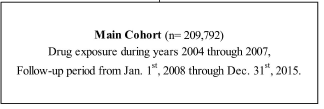 Main Cohort (n= 209,792)
Drug exposure during years 2004 through 2007,
Follow-up period from Jan. 1st, 2008 through Dec. 31st, 2015.